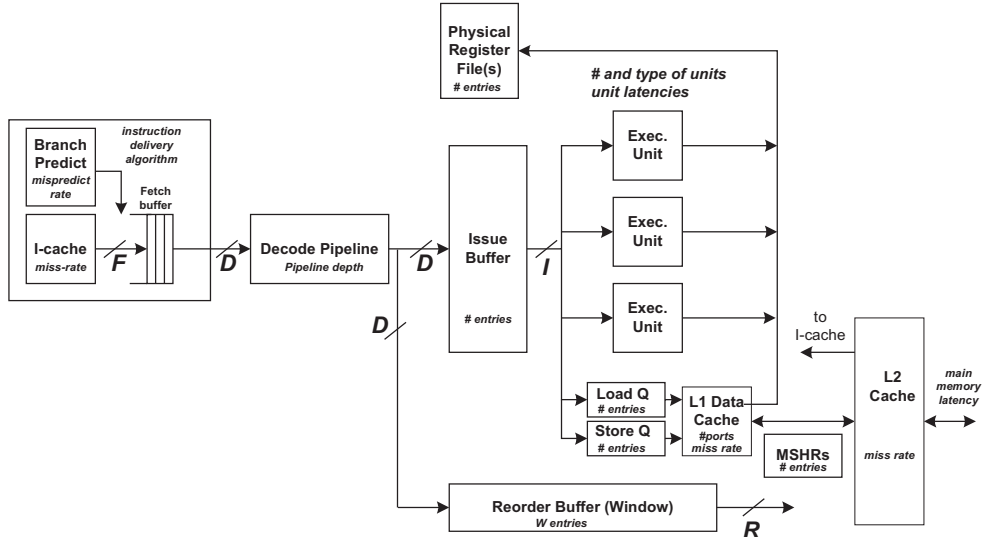 Physical
Register
File(s)
# entries
# and type of units
unit latencies
Branch
Predict
mispredict
rate
instruction
delivery
algorithm
Fetch
buffer
I-cache
miss-rate
F
D
Decode Pipeline
Pipeline depth
D
D
Issue
Buffer
# entries
I
Exec.
Unit
Exec.
Unit
Exec.
Unit
Load Q
# entries
Store Q
# entries
L1 Data
Cache
#ports
miss rate
MSHRs
# entries
to
I-cache
L2
Cache
miss rate
main
memory
latency
Reorder Buffer (Window)
W entries
R